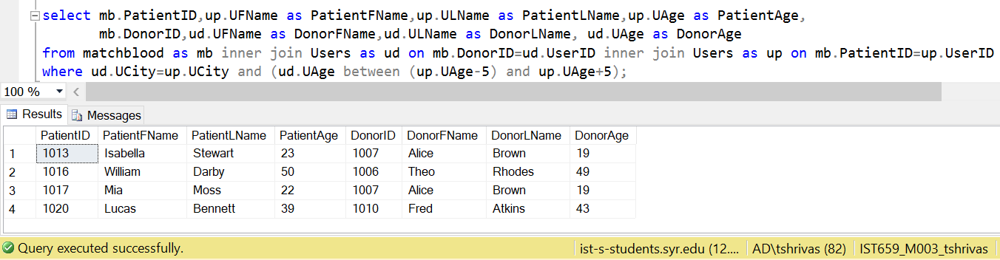 select mb.PatientID,up.UFName as PatientFName,up.ULName as PatientLName,up.UAge as PatientAge,
mb.DonorID,ud.UFName as DonorFName,ud.ULName as DonorLName, ud.UAge as DonorAge
from matchblood as mb inner join Users as ud on mb.DonorID=ud.UserID inner join Users as up on mb.PatientID=up.UserID
where ud.UCity=up.UCity and (ud.UAge between (up.UAge-5) and up.UAge+5);
100 %
Results Messages
PatientID PatientFName PatientLName PatientAge DonorID DonorFName DonorLName DonorAge
1 1013 Isabella Stewart 23 1007 Alice Brown 19
2 1016 William Darby 50 1006 Theo Rhodes 49
3 1017 Mia Moss 22 1007 Alice Brown 19
4 1020 Lucas Bennett 39 1010 Fred Atkins 43
Query executed successfully. ist-s-students.syr.edu (12.... AD\tshrivas (82) IST659_M003_tshrivas